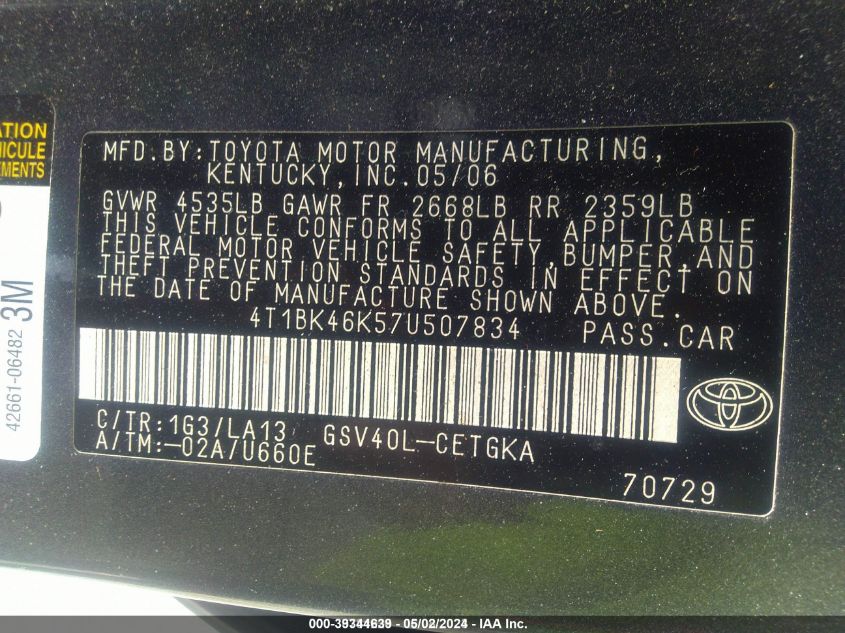 ATION
HICULE
EMENTS
42661-06482 3M
MFD.BY:TOYOTA MOTOR MANUFACTURING,
KENTUCKY,INC.05/06
GVWR 4535LB GAWR FR 2668LB RR 2359LB
THIS VEHICLE CONFORMS TO ALL APPLICABLE
FEDERAL MOTOR VEHICLE SAFETY,BUMPER,AND
THEFT PREVENTION STANDARDS IN EFFECT ON
THE DATE OF MANUFACTURE SHOWN ABOVE.
4T1BK46K57U507834 PASS.CAR
C/TR:1G3/LA13 GSV40L-CETGKA
A/TM:-02A/U660E
70729
000-39344639 - 05/02/2024 - IAAI.COM